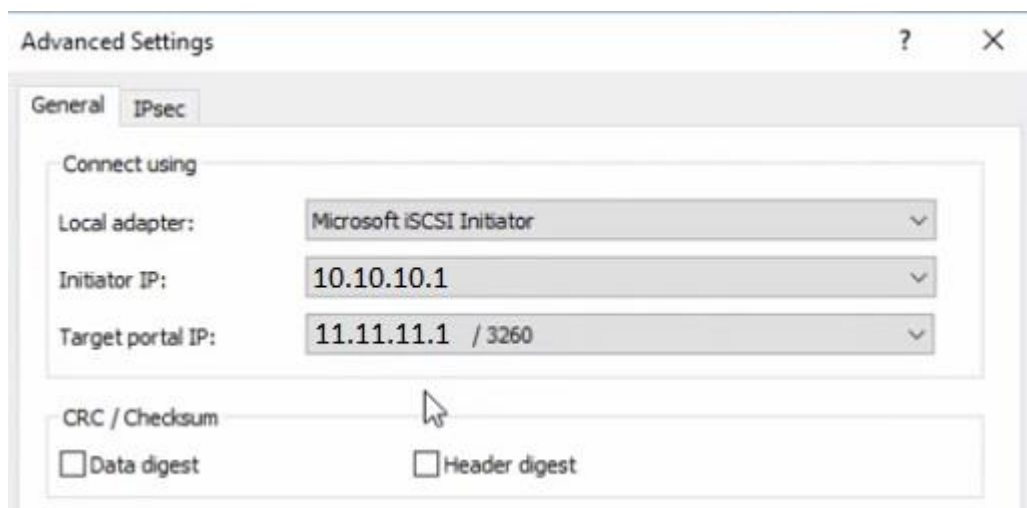 Advanced Settings ? ×
General IPsec
Connect using
Local adapter: Microsoft iSCSI Initiator
Initiator IP: 10.10.10.1
Target portal IP: 11.11.11.1 / 3260
CRC / Checksum
Data digest Header digest